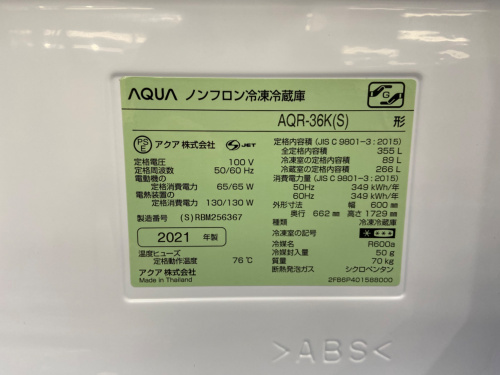 AQUA ノンフロン冷凍冷蔵庫
AQR-36K(S) 形
PS E アクア株式会社 S JET
定格電圧 100 V
定格周波数 50/60 Hz
電動機の
定格消費電力 65/65 W
電熱装置の
定格消費電力 130/130 W
製造番号 (S)RBM256367
2021 年製
温度ヒューズ
定格動作温度 76℃
アクア株式会社
Made in Thailand
定格内容積 (JIS C 9801-3:2015)
全定格内容積 355 L
冷凍室の定格内容積 89 L
冷蔵室の定格内容積 266 L
消費電力量 (JIS C 9801-3:2015)
50Hz 349 kWh/年
60Hz 349 kWh/年
外形寸法 幅 600 mm
奥行 662 mm 高さ 1729 mm
種類 冷凍冷蔵庫
冷凍室の記号
冷媒名 R600a
冷媒封入量 50 g
質量 70 kg
断熱発泡ガス シクロペンタン
2FB6P401588000
>ABS<